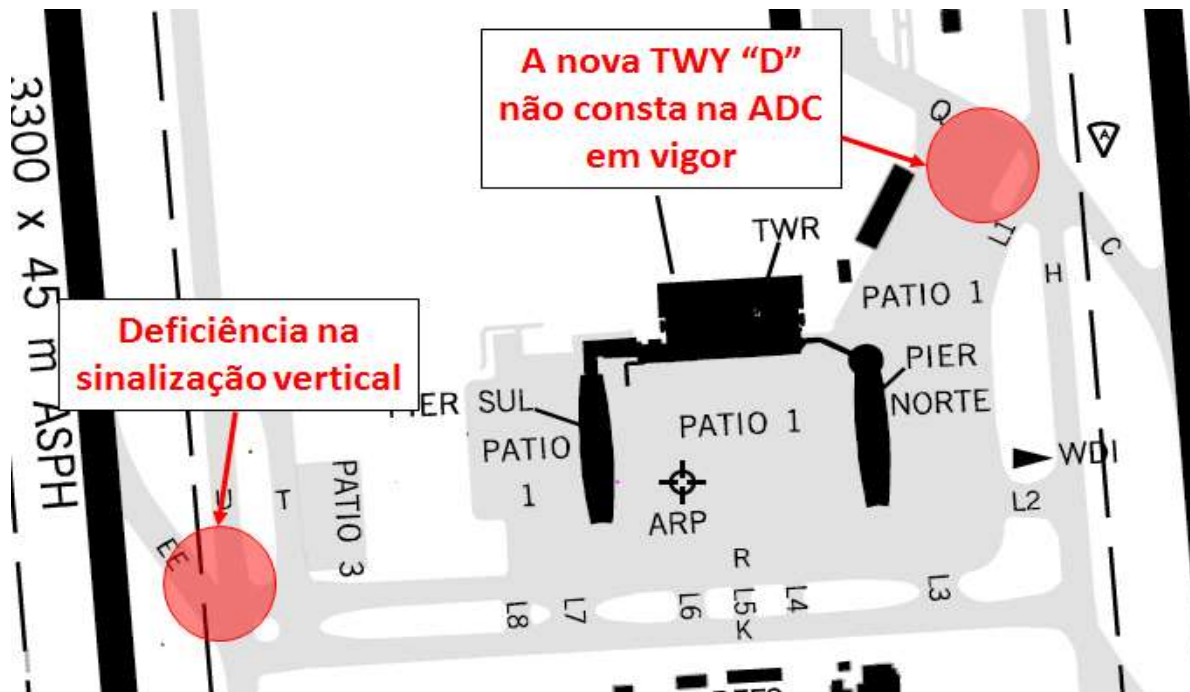 A nova TWY “D”
não consta na ADC
em vigor
Deficiência na
sinalização vertical
3300 x 45 m ASPH
Q
A
TWR
L1
C
H
PATIO 1
PIER
NORTE
SUL
PATIO
1
PATIO 1
WDI
ARP
L2
PATIO 3
U
T
EE
R
L8
L7
L6
L5
L4
L3
K